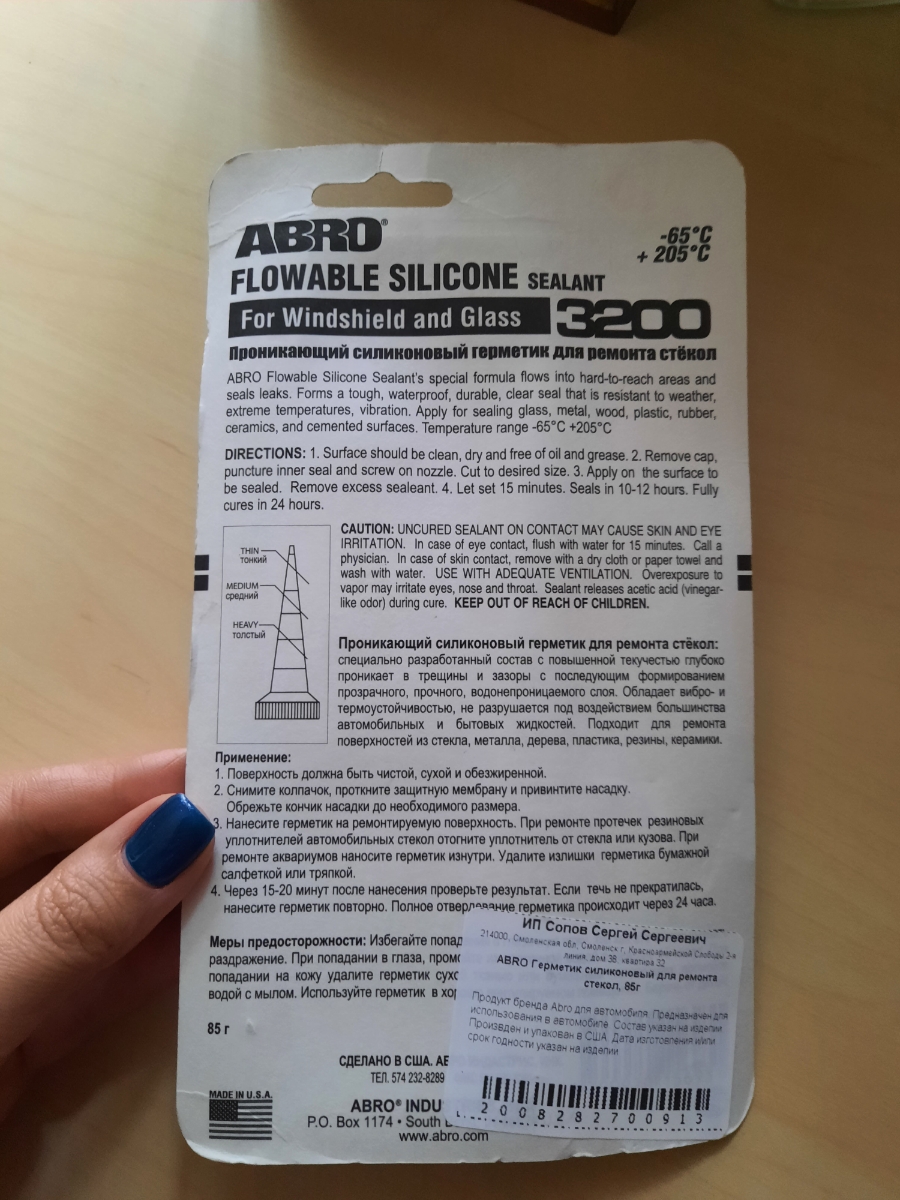 ABRO®
-65°C
+ 205°C
FLOWABLE SILICONE SEALANT
For Windshield and Glass 3200
Проникающий силиконовый герметик для ремонта стёкол
ABRO Flowable Silicone Sealant's special formula flows into hard-to-reach areas and
seals leaks. Forms a tough, waterproof, durable, clear seal that is resistant to weather,
extreme temperatures, vibration. Apply for sealing glass, metal, wood, plastic, rubber,
ceramics, and cemented surfaces. Temperature range -65°C +205°C
DIRECTIONS: 1. Surface should be clean, dry and free of oil and grease. 2. Remove cap,
puncture inner seal and screw on nozzle. Cut to desired size. 3. Apply on the surface to
be sealed. Remove excess sealeant. 4. Let set 15 minutes. Seals in 10-12 hours. Fully
cures in 24 hours.
THIN
тонкий
MEDIUM
средний
HEAVY
толстый
CAUTION: UNCURED SEALANT ON CONTACT MAY CAUSE SKIN AND EYE
IRRITATION. In case of eye contact, flush with water for 15 minutes. Call a
physician. In case of skin contact, remove with a dry cloth or paper towel and
wash with water. USE WITH ADEQUATE VENTILATION. Overexposure to
vapor may irritate eyes, nose and throat. Sealant releases acetic acid (vinegar-
like odor) during cure. KEEP OUT OF REACH OF CHILDREN.
Проникающий силиконовый герметик для ремонта стёкол:
специально разработанный состав с повышенной текучестью глубоко
проникает в трещины и зазоры с последующим формированием
прозрачного, прочного, водонепроницаемого слоя. Обладает вибро- и
термоустойчивостью, не разрушается под воздействием большинства
автомобильных и бытовых жидкостей. Подходит для ремонта
поверхностей из стекла, металла, дерева, пластика, резины, керамики.
Применение:
1. Поверхность должна быть чистой, сухой и обезжиренной.
2. Снимите колпачок, проткните защитную мембрану и привинтите насадку.
Обрежьте кончик насадки до необходимого размера.
3. Нанесите герметик на ремонтируемую поверхность. При ремонте протечек резиновых
уплотнителей автомобильных стекол отогните уплотнитель от стекла или кузова. При
ремонте аквариумов наносите герметик изнутри. Удалите излишки герметика бумажной
салфеткой или тряпкой.
4. Через 15-20 минут после нанесения проверьте результат. Если течь не прекратилась,
нанесите герметик повторно. Полное отвердевание герметика происходит через 24 часа.
Меры предосторожности: Избегайте попад
раздражение. При попадании в глаза, промо
попадании на кожу удалите герметик сухо
водой с мылом. Используйте герметик в хор
85 г
СДЕЛАНО В США. АБ
ТЕЛ. 574 232-8289
MADE IN U.S.A.
ABRO® INDU
P.O. Box 1174 • South
www.abro.com
ИП Сопов Сергей Сергеевич
214000, Смоленская обл, Смоленск г, Красноармейской Слободы 2-я
линия, дом 38, квартира 32
ABRO Герметик силиконовый для ремонта
стекол, 85г
Продукт бренда Abro для автомобиля. Предназначен для
использования в автомобиле. Состав указан на изделии
Произведен и упакован в США. Дата изготовления и/или
срок годности указан на изделии
2008282700913